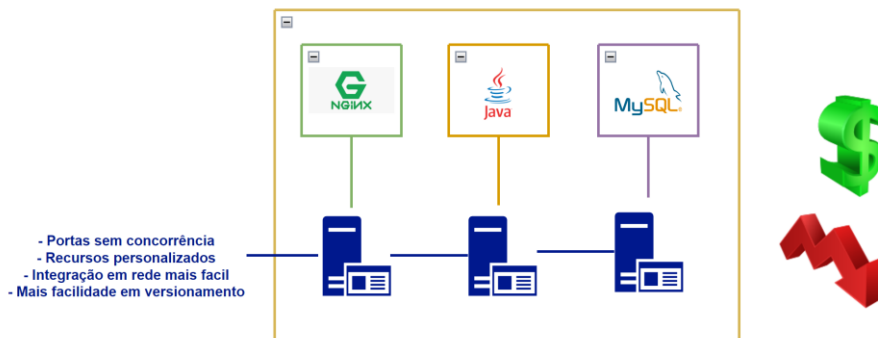 NGINX
Java
MySQL
- Portas sem concorrência
- Recursos personalizados
- Integração em rede mais facil
- Mais facilidade em versionamento